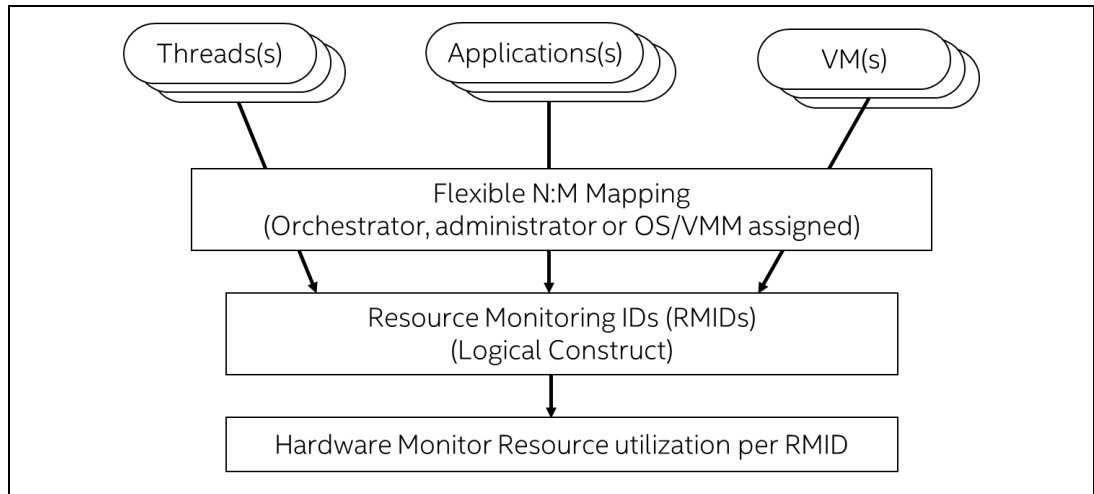 Threads(s)
Applications(s)
VM(s)
Flexible N:M Mapping
(Orchestrator, administrator or OS/VMM assigned)
Resource Monitoring IDs (RMIDs)
(Logical Construct)
Hardware Monitor Resource utilization per RMID